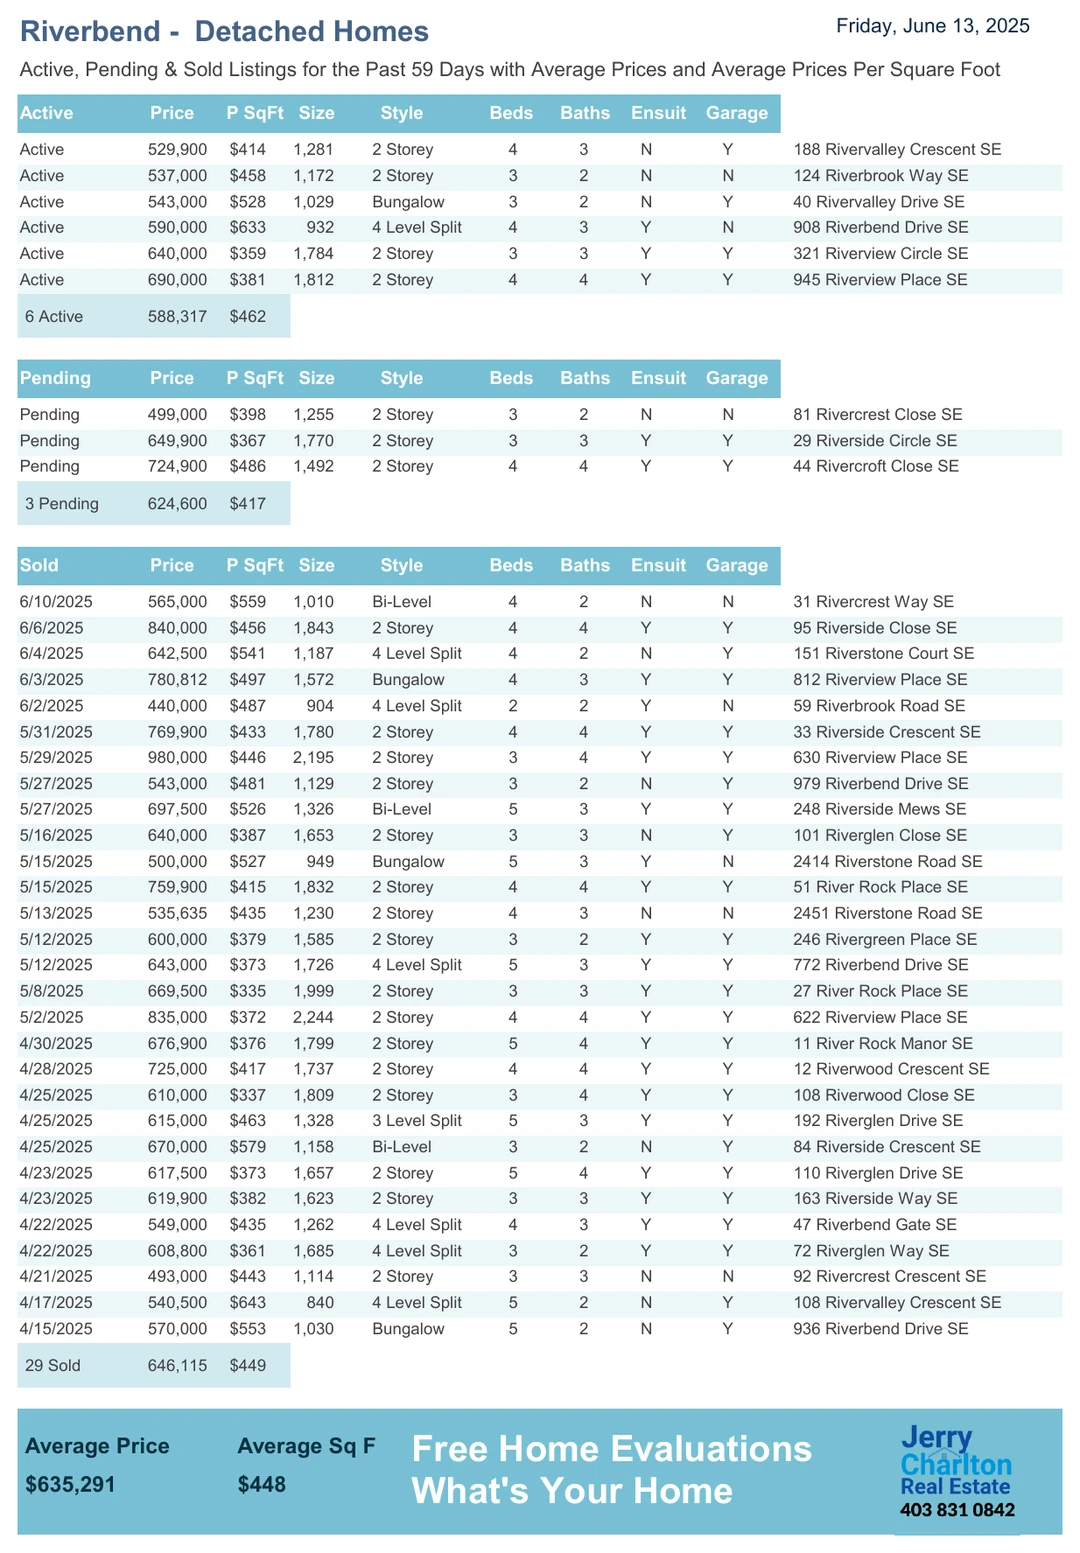 Riverbend - Detached Homes
Friday, June 13, 2025
Active, Pending & Sold Listings for the Past 59 Days with Average Prices and Average Prices Per Square Foot
Active Price P SqFt Size Style Beds Baths Ensuit Garage
Active 529,900 $414 1,281 2 Storey 4 3 N Y 188 Rivervalley Crescent SE
Active 537,000 $458 1,172 2 Storey 3 2 N N 124 Riverbrook Way SE
Active 543,000 $528 1,029 Bungalow 3 2 N Y 40 Rivervalley Drive SE
Active 590,000 $633 932 4 Level Split 4 3 Y N 908 Riverbend Drive SE
Active 640,000 $359 1,784 2 Storey 3 3 Y Y 321 Riverview Circle SE
Active 690,000 $381 1,812 2 Storey 4 4 Y Y 945 Riverview Place SE
6 Active 588,317 $462
Pending Price P SqFt Size Style Beds Baths Ensuit Garage
Pending 499,000 $398 1,255 2 Storey 3 2 N N 81 Rivercrest Close SE
Pending 649,900 $367 1,770 2 Storey 3 3 Y Y 29 Riverside Circle SE
Pending 724,900 $486 1,492 2 Storey 4 4 Y Y 44 Rivercroft Close SE
3 Pending 624,600 $417
Sold Price P SqFt Size Style Beds Baths Ensuit Garage
6/10/2025 565,000 $559 1,010 Bi-Level 4 2 N N 31 Rivercrest Way SE
6/6/2025 840,000 $456 1,843 2 Storey 4 4 Y Y 95 Riverside Close SE
6/4/2025 642,500 $541 1,187 4 Level Split 4 2 N Y 151 Riverstone Court SE
6/3/2025 780,812 $497 1,572 Bungalow 4 3 Y Y 812 Riverview Place SE
6/2/2025 440,000 $487 904 4 Level Split 2 2 Y N 59 Riverbrook Road SE
5/31/2025 769,900 $433 1,780 2 Storey 4 4 Y Y 33 Riverside Crescent SE
5/29/2025 980,000 $446 2,195 2 Storey 3 4 Y Y 630 Riverview Place SE
5/27/2025 543,000 $481 1,129 2 Storey 3 2 N Y 979 Riverbend Drive SE
5/27/2025 697,500 $526 1,326 Bi-Level 5 3 Y Y 248 Riverside Mews SE
5/16/2025 640,000 $387 1,653 2 Storey 3 3 N Y 101 Riverglen Close SE
5/15/2025 500,000 $527 949 Bungalow 5 3 Y N 2414 Riverstone Road SE
5/15/2025 759,900 $415 1,832 2 Storey 4 4 Y Y 51 River Rock Place SE
5/13/2025 535,635 $435 1,230 2 Storey 4 3 N N 2451 Riverstone Road SE
5/12/2025 600,000 $379 1,585 2 Storey 3 2 Y Y 246 Rivergreen Place SE
5/12/2025 643,000 $373 1,726 4 Level Split 5 3 Y Y 772 Riverbend Drive SE
5/8/2025 669,500 $335 1,999 2 Storey 3 3 Y Y 27 River Rock Place SE
5/2/2025 835,000 $372 2,244 2 Storey 4 4 Y Y 622 Riverview Place SE
4/30/2025 676,900 $376 1,799 2 Storey 5 4 Y Y 11 River Rock Manor SE
4/28/2025 725,000 $417 1,737 2 Storey 4 4 Y Y 12 Riverwood Crescent SE
4/25/2025 610,000 $337 1,809 2 Storey 3 4 Y Y 108 Riverwood Close SE
4/25/2025 615,000 $463 1,328 3 Level Split 5 3 Y Y 192 Riverglen Drive SE
4/25/2025 670,000 $579 1,158 Bi-Level 3 2 N Y 84 Riverside Crescent SE
4/23/2025 617,500 $373 1,657 2 Storey 5 4 Y Y 110 Riverglen Drive SE
4/23/2025 619,900 $382 1,623 2 Storey 3 3 Y Y 163 Riverside Way SE
4/22/2025 549,000 $435 1,262 4 Level Split 4 3 Y Y 47 Riverbend Gate SE
4/22/2025 608,800 $361 1,685 4 Level Split 3 2 Y Y 72 Riverglen Way SE
4/21/2025 493,000 $443 1,114 2 Storey 3 3 N N 92 Rivercrest Crescent SE
4/17/2025 540,500 $643 840 4 Level Split 5 2 N Y 108 Rivervalley Crescent SE
4/15/2025 570,000 $553 1,030 Bungalow 5 2 N Y 936 Riverbend Drive SE
29 Sold 646,115 $449
Average Price Average Sq F
$635,291 $448
Free Home Evaluations
What's Your Home
Jerry
Charlton
Real Estate
403 831 0842